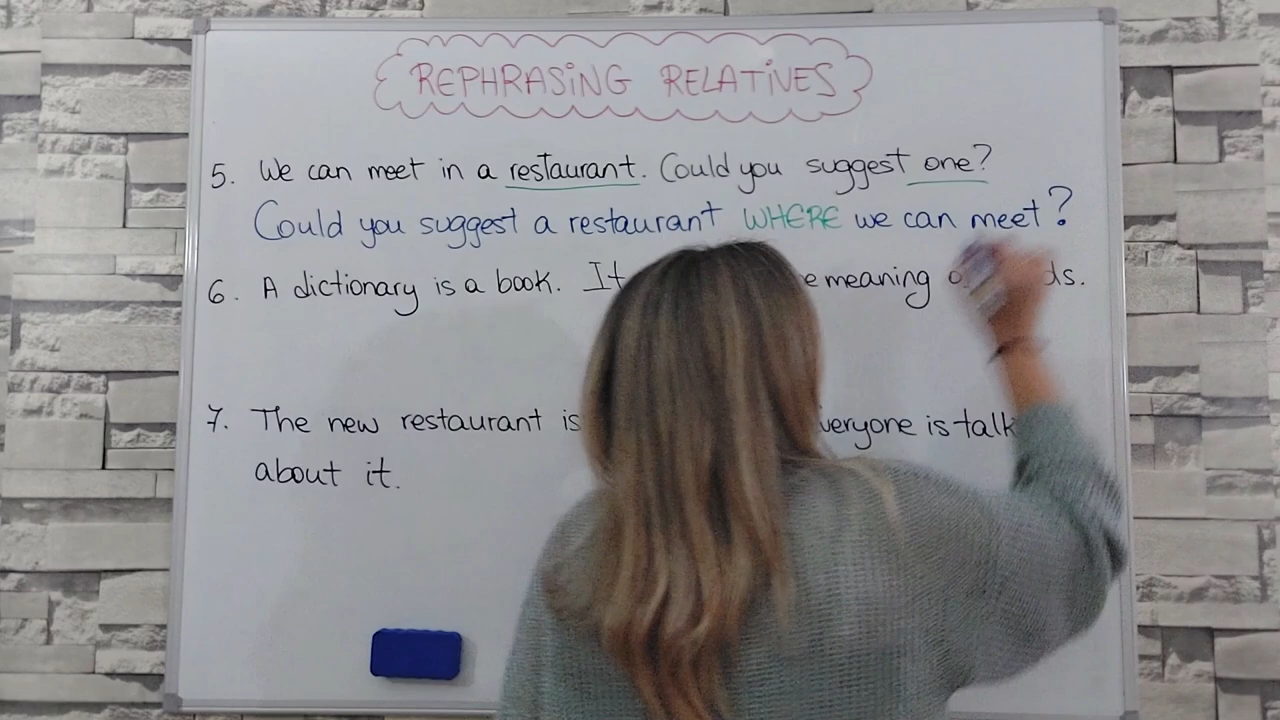 REPHRASING RELATIVES
5. We can meet in a restaurant. Could you suggest one?
Could you suggest a restaurant WHERE we can meet?
6. A dictionary is a book. It meaning
7. The new restaurant is is
about it.